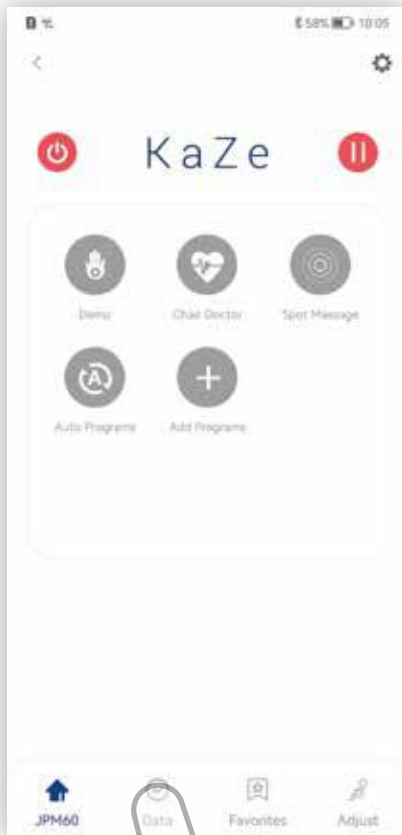 58% 10:05
KaZe
Demo Chair Doctor Spot Massage
Auto Programs Add Programs
JPM60 Data Favorites Adjust